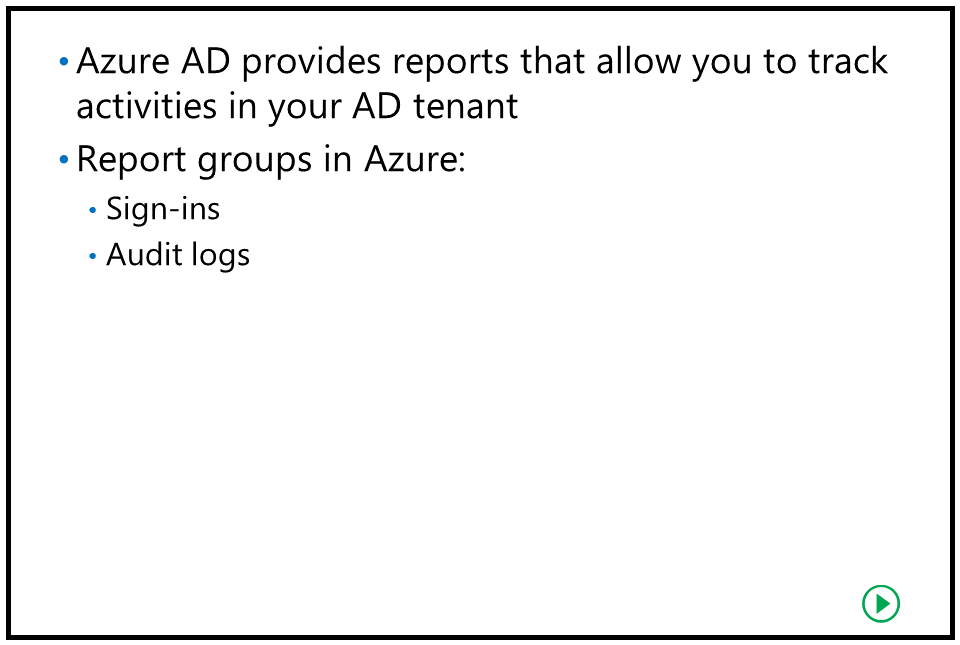 • Azure AD provides reports that allow you to track
activities in your AD tenant
• Report groups in Azure:
• Sign-ins
• Audit logs